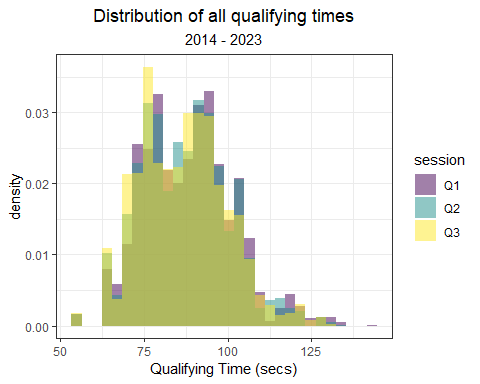 Distribution of all qualifying times
2014 - 2023
0.03
0.02
0.01
0.00
density
50
75
100
125
Qualifying Time (secs)
session
Q1
Q2
Q3